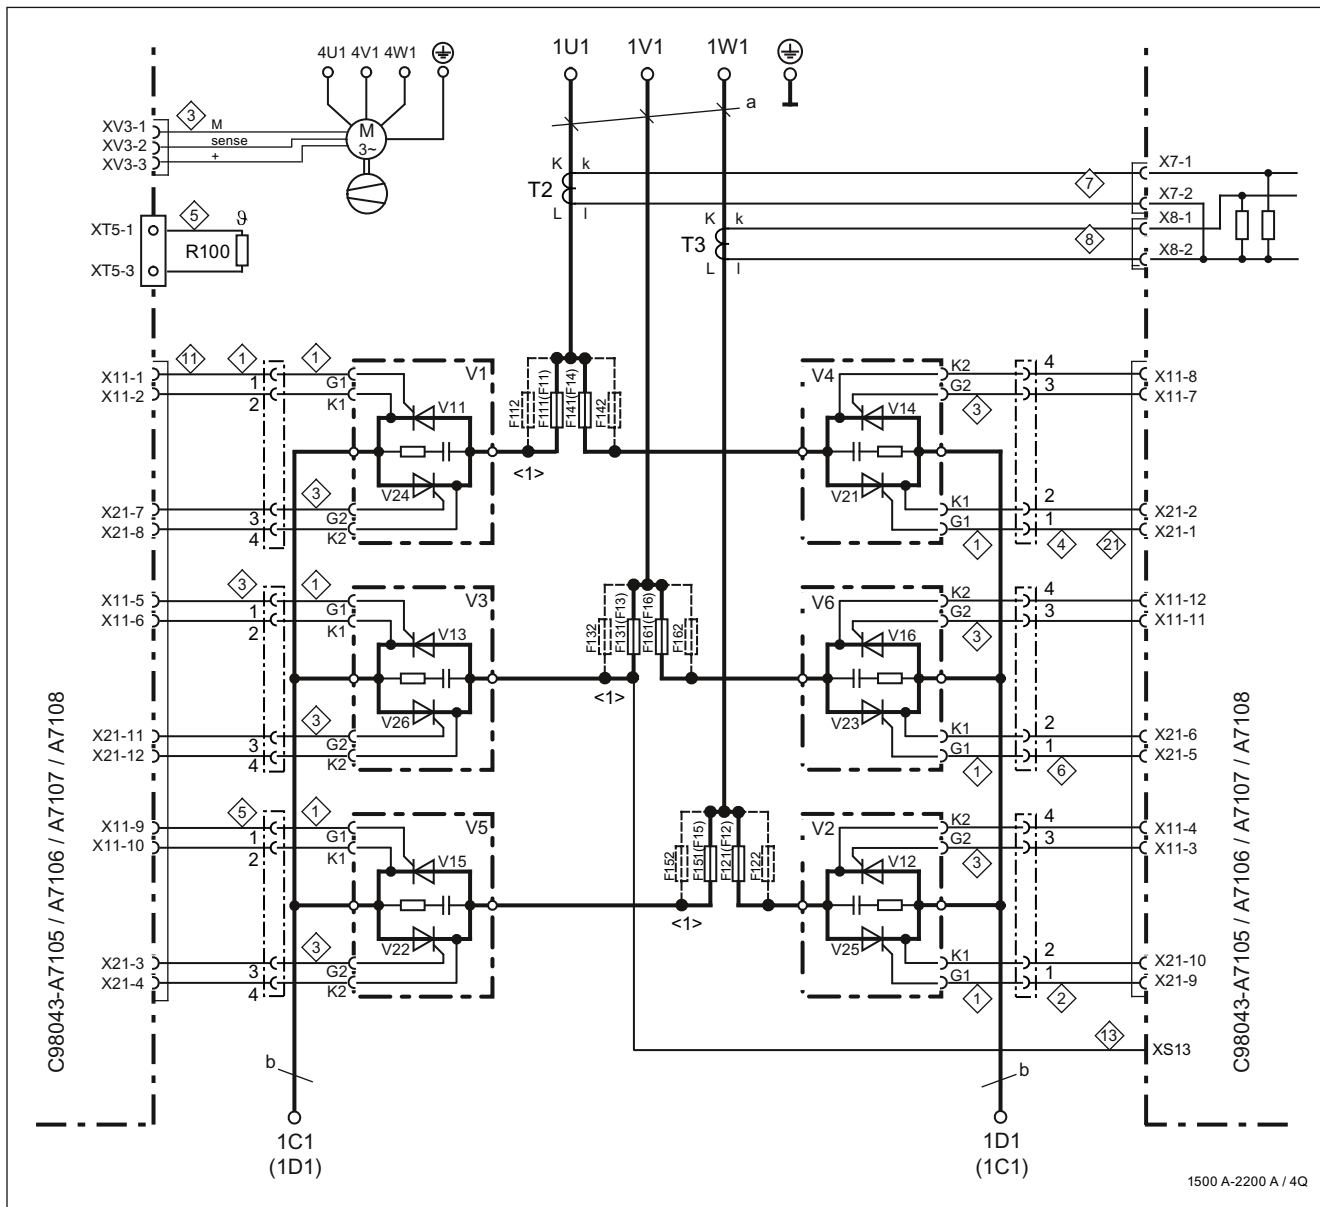 4U1 4V1 4W1
1U1 1V1 1W1
a
XV3-1 3 M
XV3-2 sense
XV3-3 +
M
3~
XT5-1 5 ϑ
R100
XT5-3
K k
T2
L l
K k
T3
L l
7 X7-1
X7-2
X8-1
8
X8-2
11 1 1
X11-1 1 G1 V1
X11-2 2 K1
V11
V24
3
X21-7 3 G2
X21-8 4 K2
F112 F111(F11) F141(F14) F142
<1>
V4 K2 4 X11-8
G2 3 X11-7
3
V14
V21
K1 2 X21-2
G1 1 X21-1
1 4 21
3 1
X11-5 1 G1 V3
X11-6 2 K1
V13
V26
3
X21-11 3 G2
X21-12 4 K2
F132 F131(F13) F161(F16) F162
<1>
V6 K2 4 X11-12
G2 3 X11-11
3
V16
V23
K1 2 X21-6
G1 1 X21-5
1 6
5 1
X11-9 1 G1 V5
X11-10 2 K1
V15
V22
3
X21-3 3 G2
X21-4 4 K2
F152 F151(F15) F121(F12) F122
<1>
V2 K2 4 X11-4
G2 3 X11-3
3
V12
V25
K1 2 X21-10
G1 1 X21-9
1 2
13
XS13
C98043-A7105 / A7106 / A7107 / A7108
C98043-A7105 / A7106 / A7107 / A7108
b b
1C1
(1D1)
1D1
(1C1)
1500 A-2200 A / 4Q